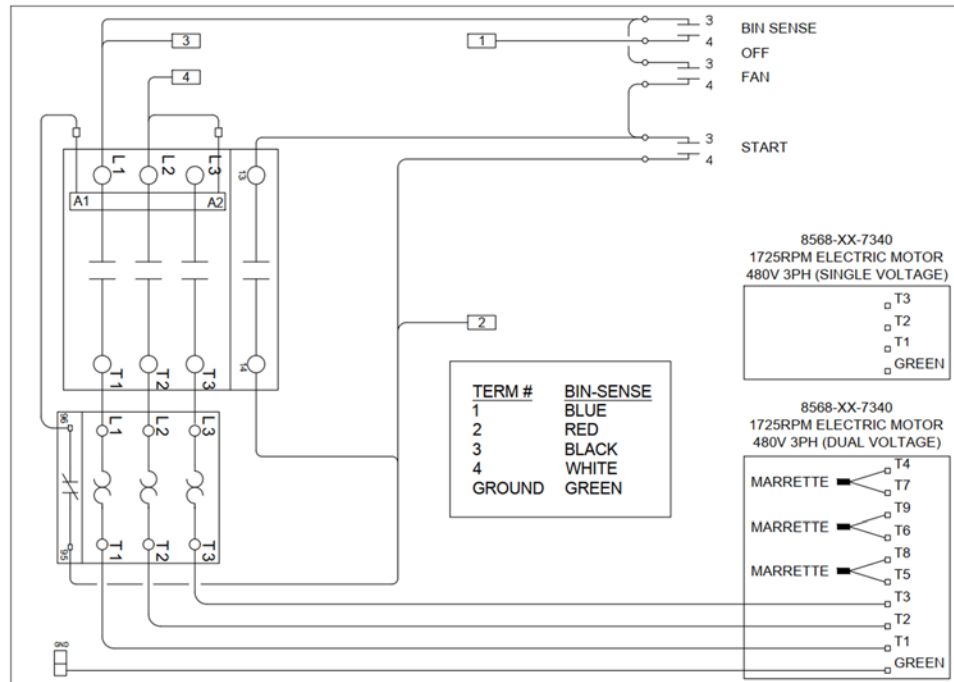 3
1
3
4
BIN SENSE
OFF
3
4
FAN
4
3
4
START
L1
L2
L3
13
A1
A2
8568-XX-7340
1725RPM ELECTRIC MOTOR
480V 3PH (SINGLE VOLTAGE)
T3
T2
T1
GREEN
2
T1
T2
T3
14
TERM # BIN-SENSE
1 BLUE
2 RED
3 BLACK
4 WHITE
GROUND GREEN
96
L1
L2
L3
95
T1
T2
T3
8568-XX-7340
1725RPM ELECTRIC MOTOR
480V 3PH (DUAL VOLTAGE)
T4
MARRETTE
T7
T9
MARRETTE
T6
T8
MARRETTE
T5
T3
T2
T1
GREEN
GND